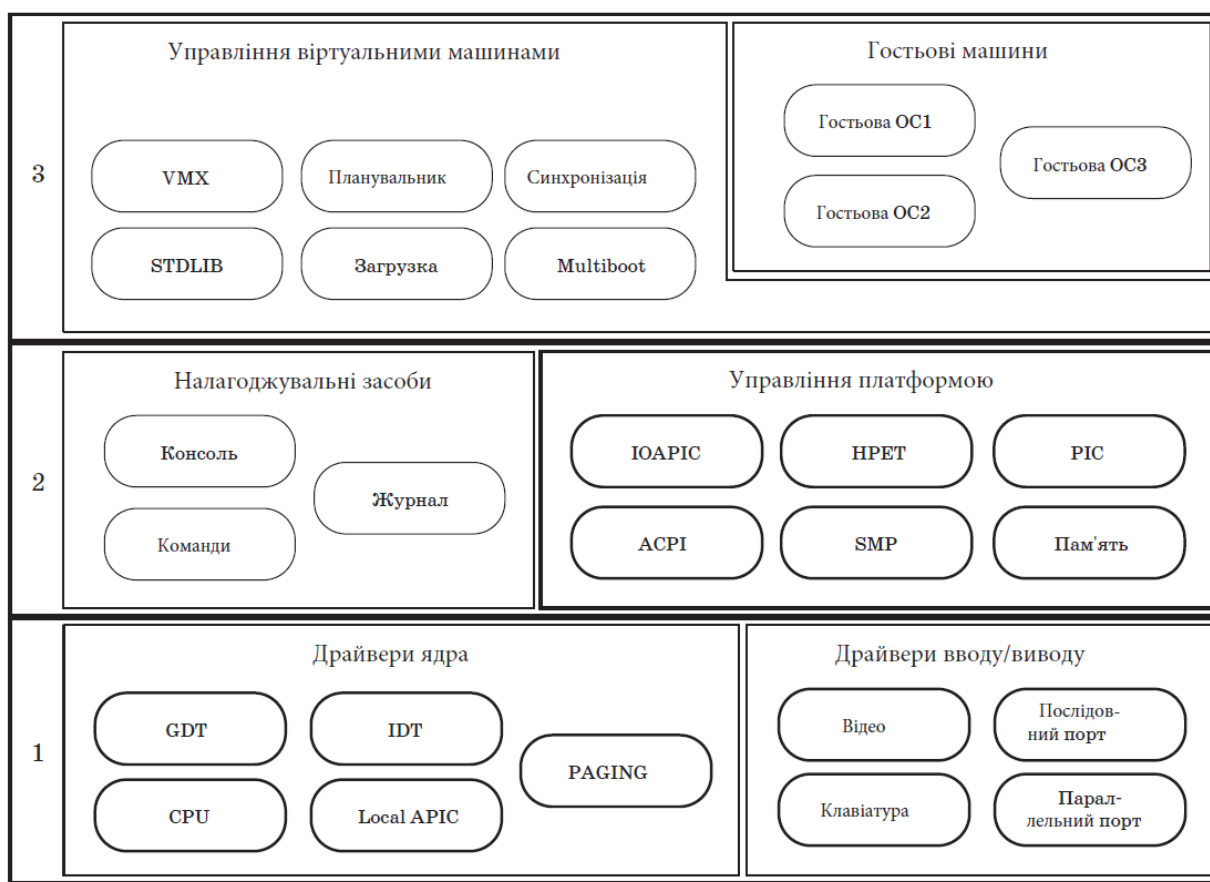 3
Управління віртуальними машинами
VMX
Планувальник
Синхронізація
STDLIB
Загрузка
Multiboot
Гостьові машини
Гостьова ОС1
Гостьова ОС2
Гостьова ОС3
2
Налагоджувальні засоби
Консоль
Команди
Журнал
Управління платформою
IOAPIC
HPET
PIC
ACPI
SMP
Пам'ять
1
Драйвери ядра
GDT
IDT
CPU
Local APIC
PAGING
Драйвери вводу/виводу
Відео
Послідов-
ний порт
Клавіатура
Парал-
лельний порт